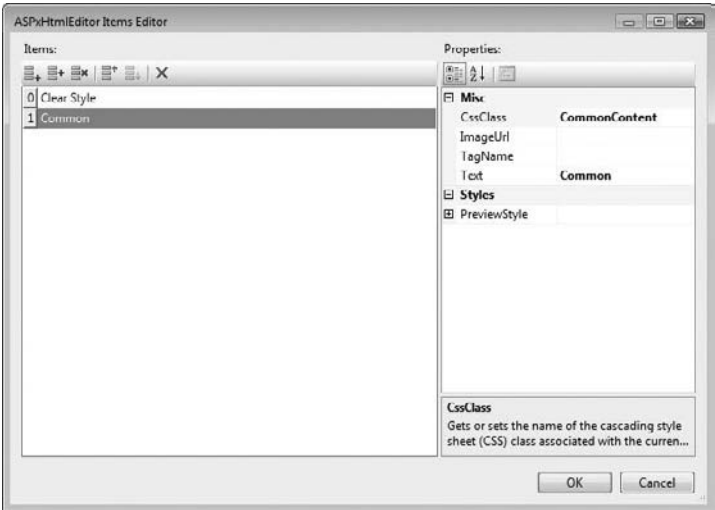 ASPxHtmlEditor Items Editor
Items:
0 Clear Style
1 Common
Properties:
Misc
CssClass CommonContent
ImageUrl
TagName
Text Common
Styles
PreviewStyle
CssClass
Gets or sets the name of the cascading style
sheet (CSS) class associated with the curren...
OK Cancel